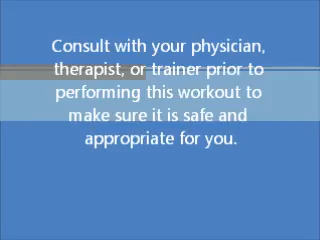 Consult with your physician,
therapist, or trainer prior to
performing this workout to
make sure it is safe and
appropriate for you.